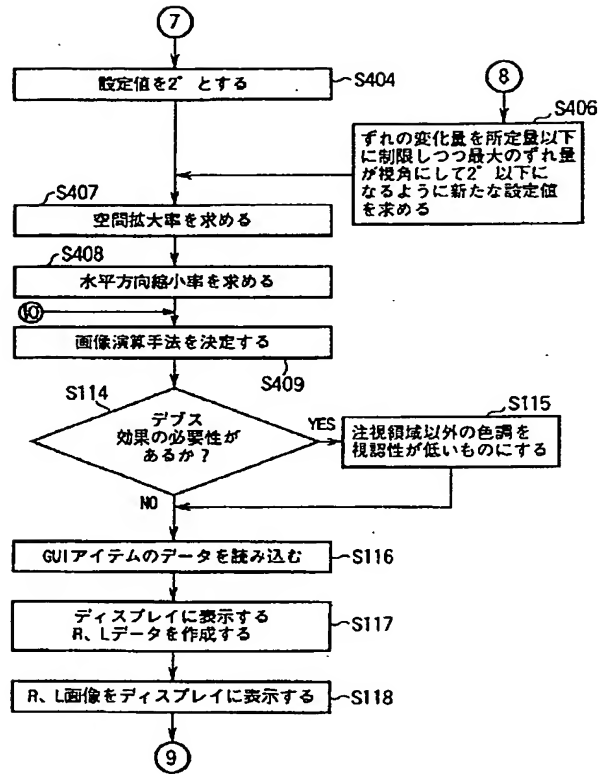 7
設定値を2°とする
S404
8
S406
ずれの変化量を所定量以下
に制限しつつ最大のずれ量
が視角にして2°以下に
なるように新たな設定値
を求める
S407
空間拡大率を求める
S408
水平方向縮小率を求める
10
画像演算手法を決定する
S409
S114
デプス
効果の必要性が
あるか？
YES
NO
S115
注視領域以外の色調を
視認性が低いものにする
GUIアイテムのデータを読み込む
S116
ディスプレイに表示する
R、Lデータを作成する
S117
R、L画像をディスプレイに表示する
S118
9